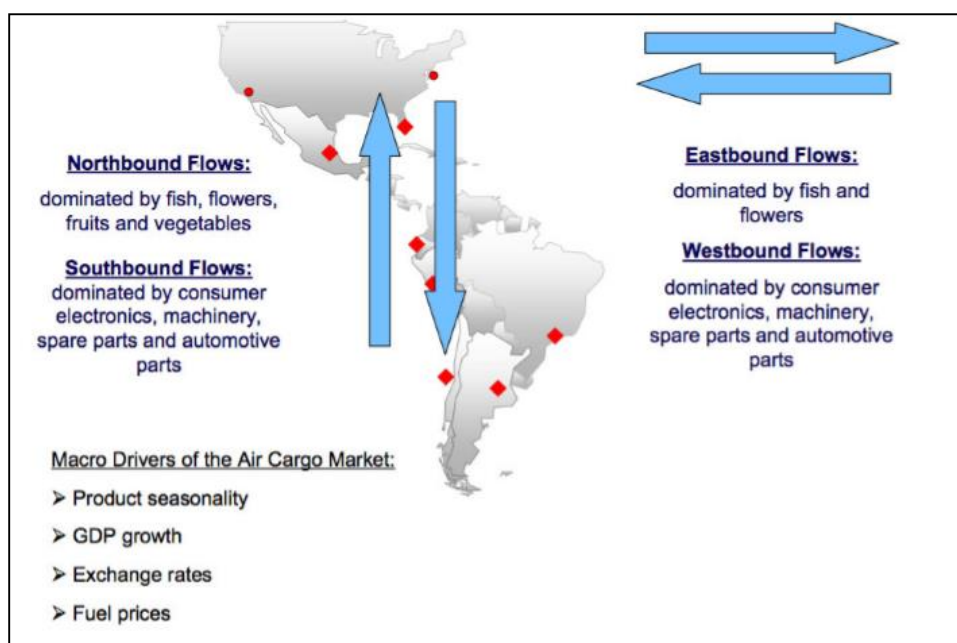 Northbound Flows:
dominated by fish, flowers,
fruits and vegetables
Southbound Flows:
dominated by consumer
electronics, machinery,
spare parts and automotive
parts
Eastbound Flows:
dominated by fish and
flowers
Westbound Flows:
dominated by consumer
electronics, machinery,
spare parts and automotive
parts
Macro Drivers of the Air Cargo Market:
➢ Product seasonality
➢ GDP growth
➢ Exchange rates
➢ Fuel prices